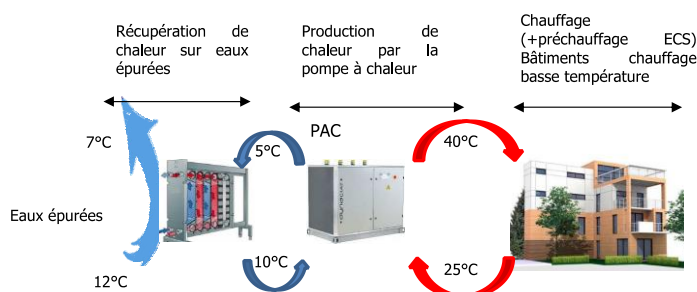 Récupération de
chaleur sur eaux
épurées
Production de
chaleur par la
pompe à chaleur
Chauffage
(+préchauffage ECS)
Bâtiments chauffage
basse température
7°C
5°C
PAC
40°C
Eaux épurées
12°C
10°C
25°C